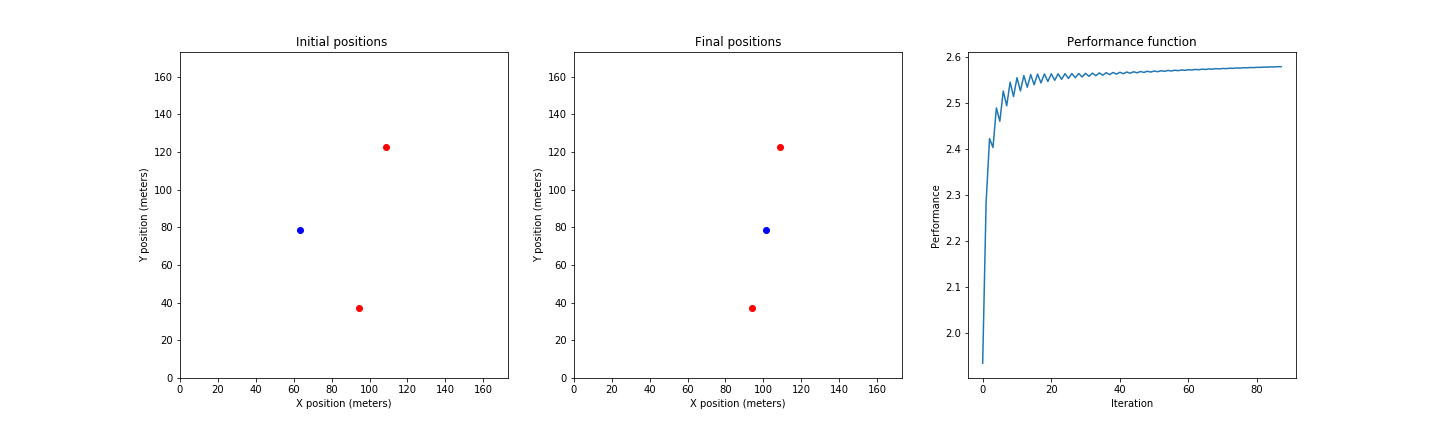 Initial positions
Y position (meters)
160
140
120
100
80
60
40
20
0
0 20 40 60 80 100 120 140 160
X position (meters)
Final positions
Y position (meters)
160
140
120
100
80
60
40
20
0
0 20 40 60 80 100 120 140 160
X position (meters)
Performance function
Performance
2.6
2.5
2.4
2.3
2.2
2.1
2.0
0 20 40 60 80
Iteration